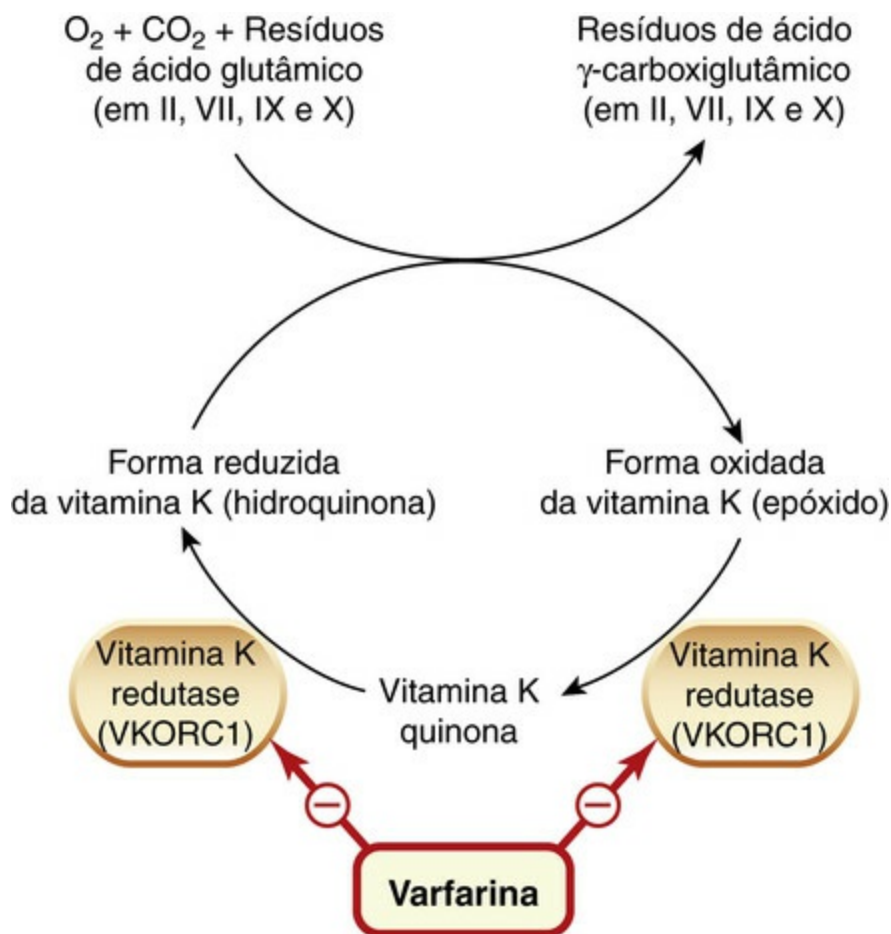 O₂ + CO₂ + Resíduos
de ácido glutâmico
(em II, VII, IX e X)
Resíduos de ácido
γ-carboxiglutâmico
(em II, VII, IX e X)
Forma reduzida
da vitamina K (hidroquinona)
Forma oxidada
da vitamina K (epóxido)
Vitamina K
redutase
(VKORC1)
Vitamina K
quinona
Vitamina K
redutase
(VKORC1)
−
−
Varfarina